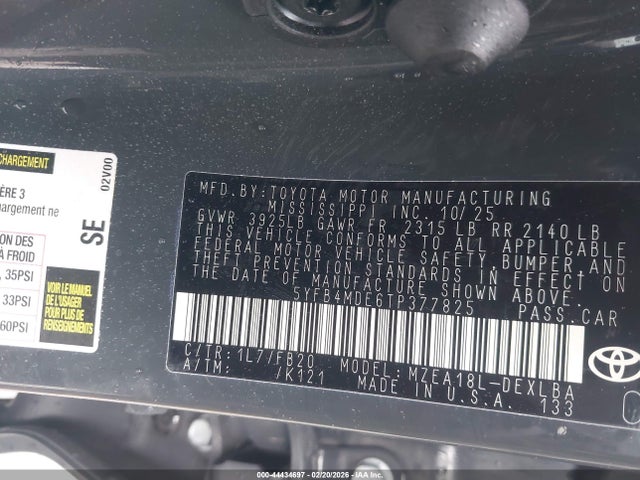 CHARGEMENT
02V00
ÈRE 3
hargement ne
SE
ION DES
À FROID
, 35PSI
33PSI
60PSI
VOIR LE MANUEL
DE L'USAGER
POUR PLUS DE
RENSEIGNEMENTS
MFD.BY:TOYOTA MOTOR MANUFACTURING
MISSISSIPPI INC. 10/25
GVWR 3925LB GAWR FR 2315 LB RR 2140 LB
THIS VEHICLE CONFORMS TO ALL APPLICABLE
FEDERAL MOTOR VEHICLE SAFETY, BUMPER, AND
THEFT PREVENTION STANDARDS IN EFFECT ON
THE DATE OF MANUFACTURE SHOWN ABOVE.
5YFB4MDE6TP377825 PASS.CAR
C/TR: 1L7/FB20 MODEL: MZEA18L-DEXLBA
A/TM: /K121 MADE IN U.S.A. 133
TOYOTA
000-44434697 02/20/2026 - IAA Inc.